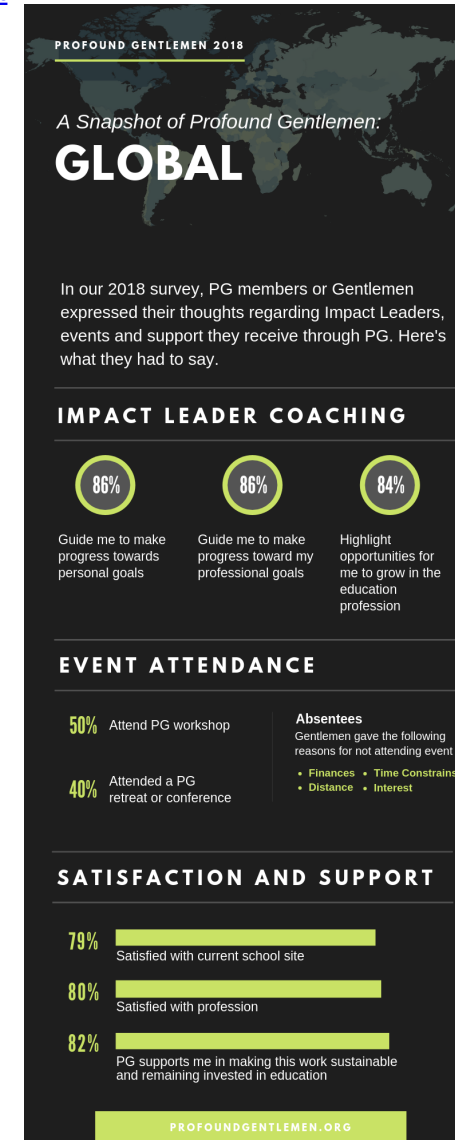 PROFOUND GENTLEMEN 2018
A Snapshot of Profound Gentlemen:
GLOBAL
In our 2018 survey, PG members or Gentlemen
expressed their thoughts regarding Impact Leaders,
events and support they receive through PG. Here's
what they had to say.
IMPACT LEADER COACHING
86%
Guide me to make
progress towards
personal goals
86%
Guide me to make
progress toward my
professional goals
84%
Highlight
opportunities for
me to grow in the
education
profession
EVENT ATTENDANCE
50% Attend PG workshop
40% Attended a PG
retreat or conference
Absentees
Gentlemen gave the following
reasons for not attending event
• Finances • Time Constrains
• Distance • Interest
SATISFACTION AND SUPPORT
79%
Satisfied with current school site
80%
Satisfied with profession
82%
PG supports me in making this work sustainable
and remaining invested in education
PROFOUNDGENTLEMEN.ORG